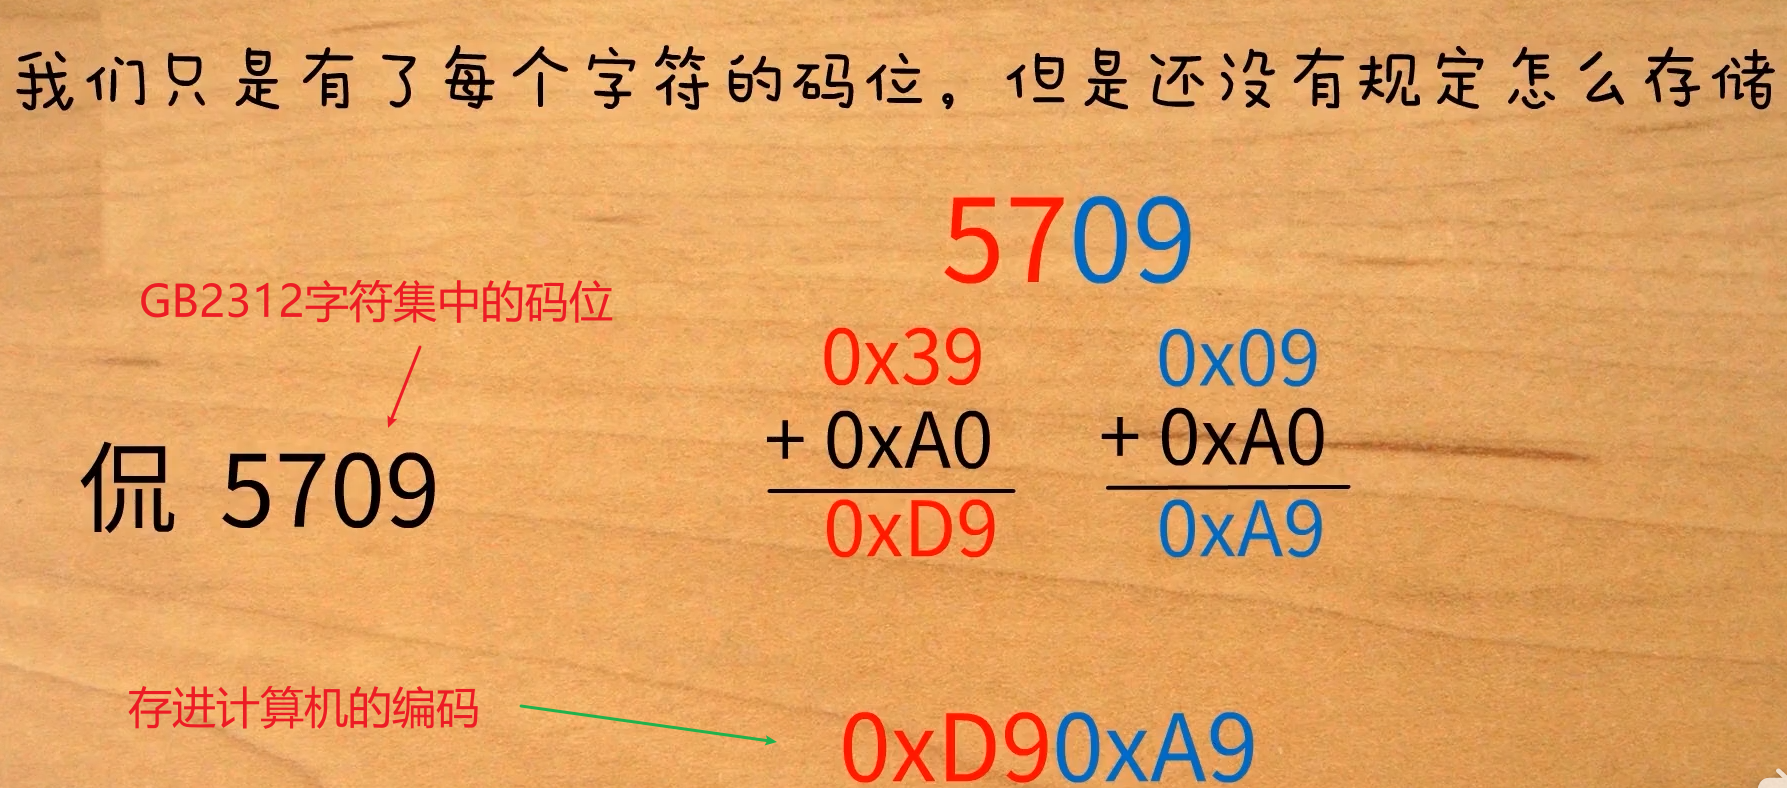 我们只是有了每个字符的码位，但是还没有规定怎么存储
5709
GB2312字符集中的码位
0x39 0x09
+ 0xA0 + 0xA0
侃 5709
0xD9 0xA9
存进计算机的编码
0xD90xA9